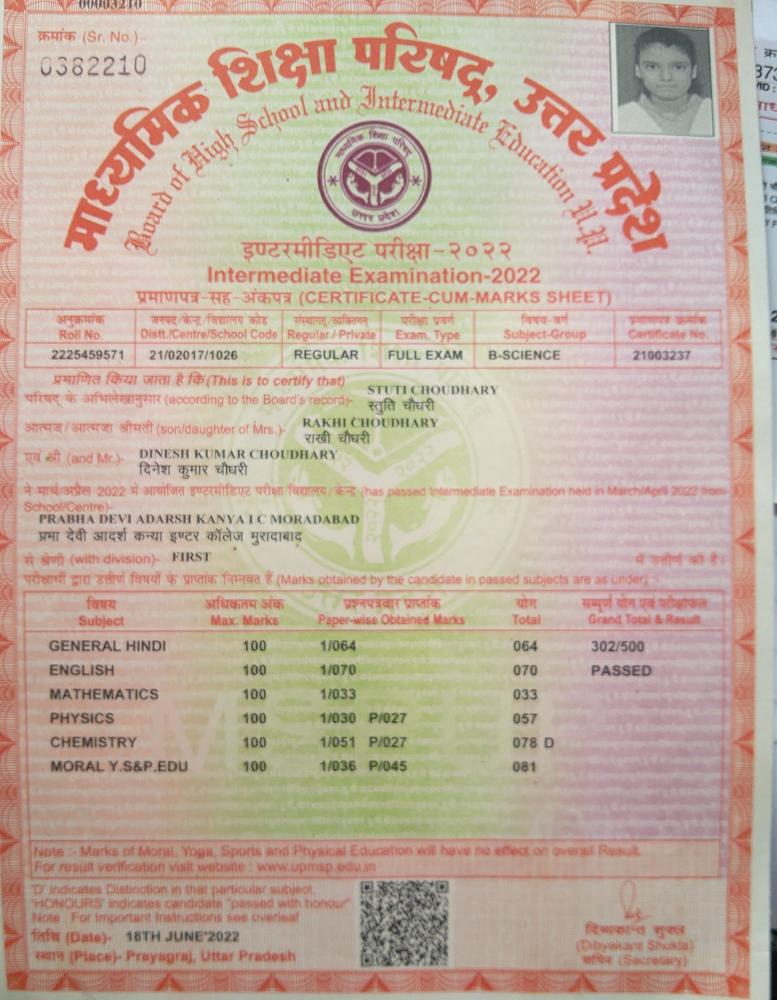 00003210
क्रमांक (Sr. No.)-
0382210
माध्यमिक शिक्षा परिषद्, उत्तर प्रदेश
Board of High School and Intermediate Education U.P.
माध्यमिक शिक्षा परिषद्
उत्तर प्रदेश
इण्टरमीडिएट परीक्षा-२०२२
Intermediate Examination-2022
प्रमाणपत्र-सह-अंकपत्र (CERTIFICATE-CUM-MARKS SHEET)
अनुक्रमांक जनपद/केन्द्र/विद्यालय कोड संस्थागत/व्यक्तिगत परीक्षा प्रवर्ग विषय-वर्ग प्रमाणपत्र क्रमांक
Roll No. Distt./Centre/School Code Regular / Private Exam. Type Subject-Group Certificate No.
2225459571 21/02017/1026 REGULAR FULL EXAM B-SCIENCE 21003237
प्रमाणित किया जाता है कि (This is to certify that)
परिषद् के अभिलेखानुसार (according to the Board's record)- STUTI CHOUDHARY
स्तुति चौधरी
आत्मज/आत्मजा श्रीमती (son/daughter of Mrs.)- RAKHI CHOUDHARY
राखी चौधरी
एवं श्री (and Mr.)- DINESH KUMAR CHOUDHARY
दिनेश कुमार चौधरी
ने मार्च/अप्रैल 2022 में आयोजित इण्टरमीडिएट परीक्षा विद्यालय/केन्द्र (has passed Intermediate Examination held in March/April 2022 from
School/Centre)-
PRABHA DEVI ADARSH KANYA I C MORADABAD
प्रभा देवी आदर्श कन्या इण्टर कॉलेज मुरादाबाद
से श्रेणी (with division)- FIRST में उत्तीर्ण की है।
परीक्षार्थी द्वारा उत्तीर्ण विषयों के प्राप्तांक निम्नवत हैं (Marks obtained by the candidate in passed subjects are as under) :-
विषय अधिकतम अंक प्रश्नपत्रवार प्राप्तांक योग सम्पूर्ण योग एवं परीक्षाफल
Subject Max. Marks Paper-wise Obtained Marks Total Grand Total & Result
GENERAL HINDI 100 1/064 064 302/500
ENGLISH 100 1/070 070 PASSED
MATHEMATICS 100 1/033 033
PHYSICS 100 1/030 P/027 057
CHEMISTRY 100 1/051 P/027 078 D
MORAL Y.S&P.EDU 100 1/036 P/045 081
Note :- Marks of Moral, Yoga, Sports and Physical Education will have no effect on overall Result.
For result verification visit website : www.upmsp.edu.in
'D' indicates Distinction in that particular subject.
'HONOURS' indicates candidate "passed with honour"
Note : For Important Instructions see overleaf
तिथि (Date)- 18TH JUNE'2022
स्थान (Place)- Prayagraj, Uttar Pradesh
दिव्यकान्त शुक्ल
(Dibyakant Shukla)
सचिव (Secretary)